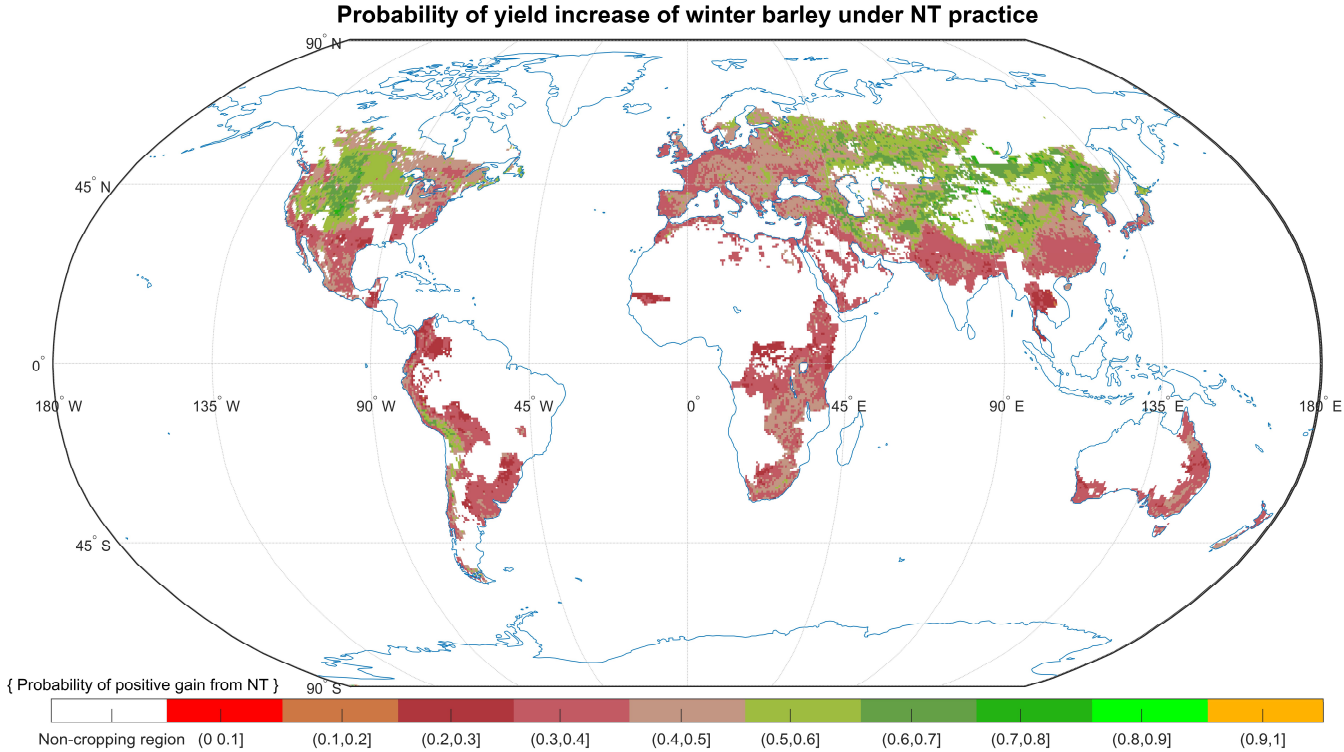 Probability of yield increase of winter barley under NT practice
90° N
45° N
0°
180° W 135° W 90° W 45° W 0° 45° E 90° E 135° E 180° E
45° S
90° S
{ Probability of positive gain from NT }
Non-cropping region (0 0.1] (0.1,0.2] (0.2,0.3] (0.3,0.4] (0.4,0.5] (0.5,0.6] (0.6,0.7] (0.7,0.8] (0.8,0.9] (0.9,1]